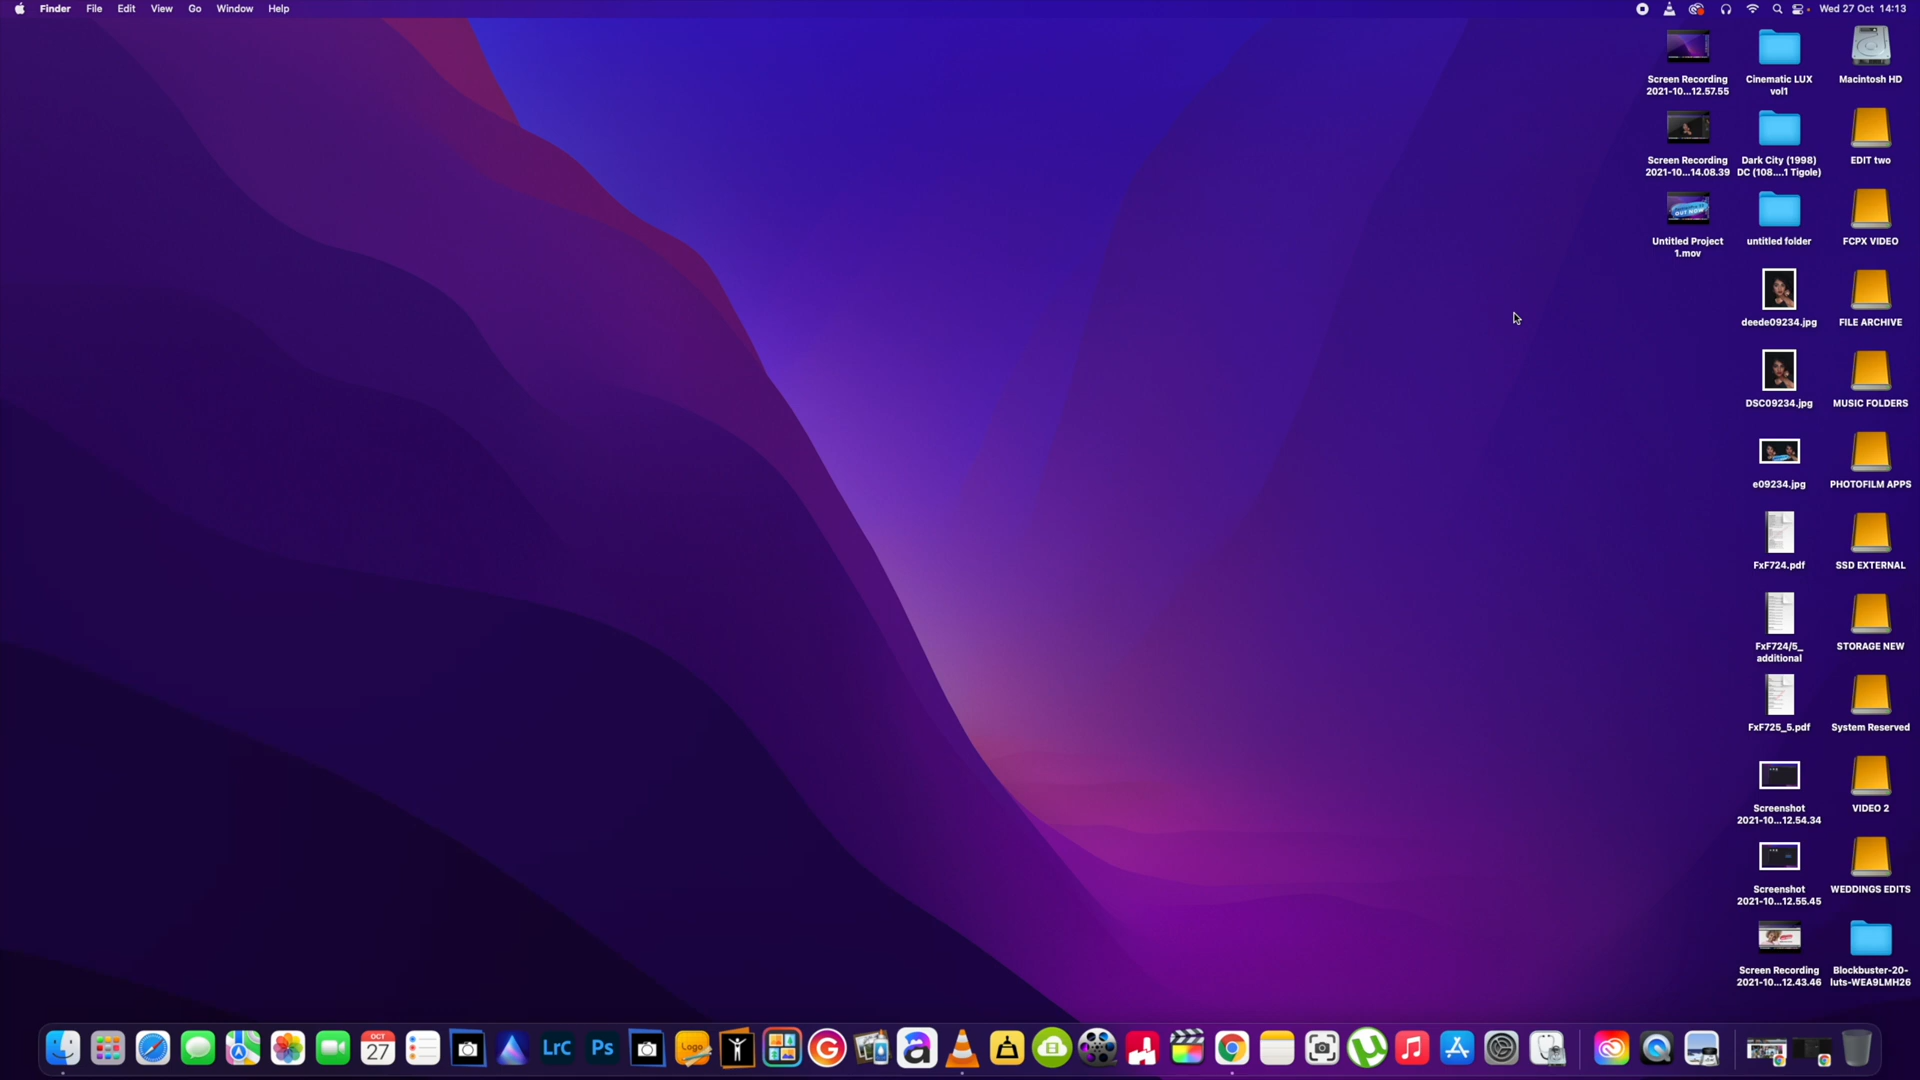 Finder File Edit View Go Window Help
Wed 27 Oct 14:13
Screen Recording
2021-10...12.57.55
Cinematic LUX
vol1
Macintosh HD
Screen Recording
2021-10...14.08.39
Dark City (1998)
DC (108....1 Tigole)
EDIT two
Untitled Project
1.mov
untitled folder
FCPX VIDEO
deede09234.jpg
FILE ARCHIVE
DSC09234.jpg
MUSIC FOLDERS
e09234.jpg
PHOTOFILM APPS
FxF724.pdf
SSD EXTERNAL
FxF724/5_
additional
STORAGE NEW
FxF725_5.pdf
System Reserved
Screenshot
2021-10...12.54.34
VIDEO 2
Screenshot
2021-10...12.55.45
WEDDINGS EDITS
Screen Recording
2021-10...12.43.46
Blockbuster-20-
luts-WEA9LMH26
OUT NOW
OCT
27
LrC
Ps
Logo